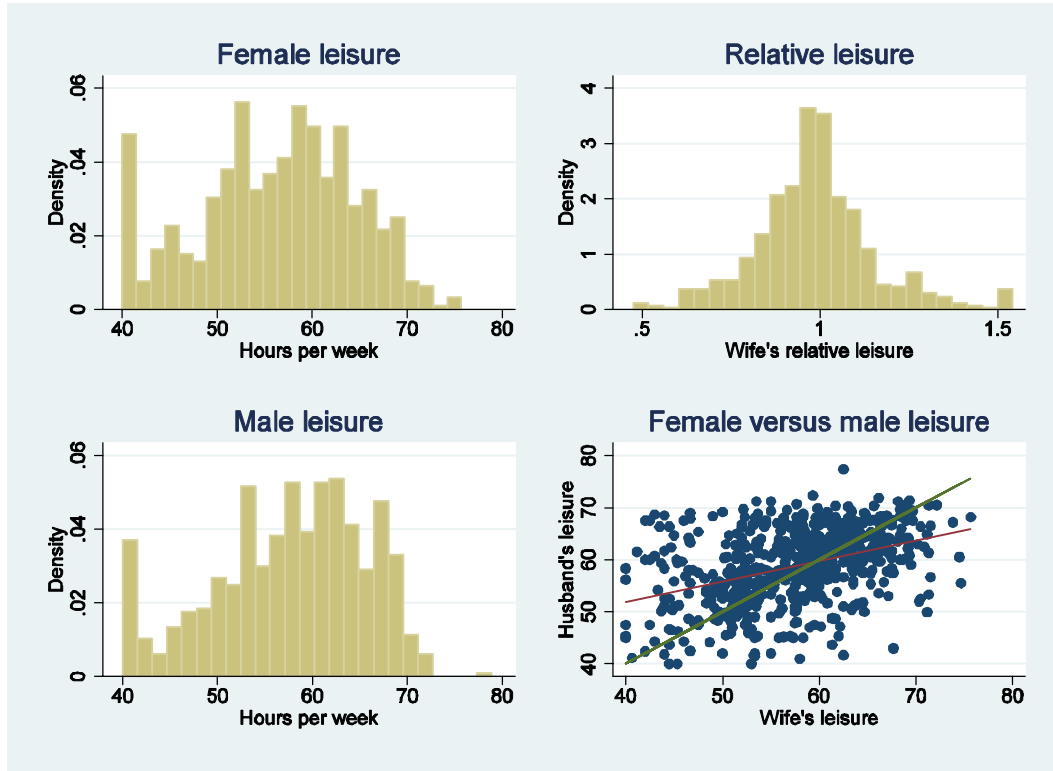 Female leisure
.06
.04
.02
0
Density
40 50 60 70 80
Hours per week
Relative leisure
4
3
2
1
0
Density
.5 1 1.5
Wife's relative leisure
Male leisure
.06
.04
.02
0
Density
40 50 60 70 80
Hours per week
Female versus male leisure
80
70
60
50
40
Husband's leisure
40 50 60 70 80
Wife's leisure